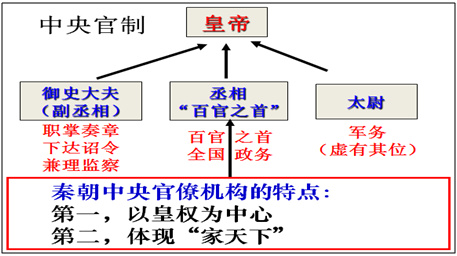 中央官制
皇帝
御史大夫
（副丞相）
丞相
“百官之首”
太尉
职掌奏章
下达诏令
兼理监察
百官之首
全国政务
军务
（虚有其位）
秦朝中央官僚机构的特点：
第一，以皇权为中心
第二，体现“家天下”